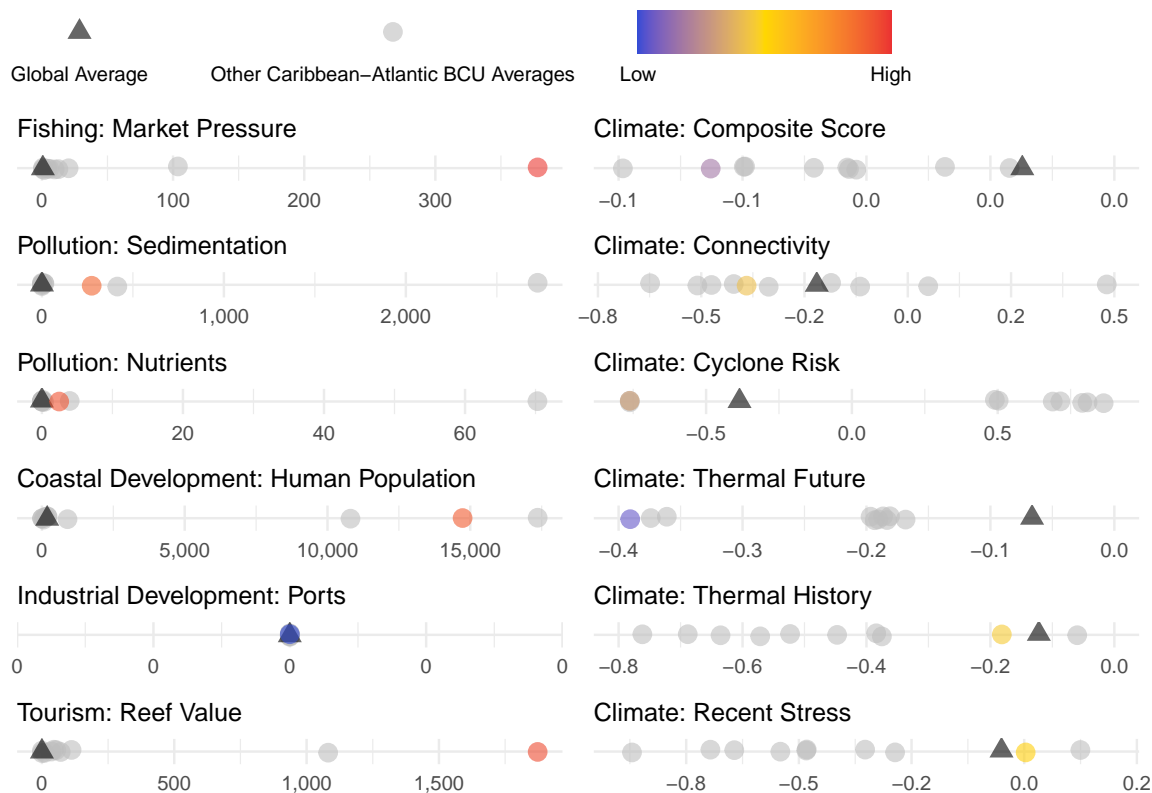 Global Average
Other Caribbean−Atlantic BCU Averages
Low
High
Fishing: Market Pressure
0 100 200 300
Climate: Composite Score
−0.1 −0.1 0.0 0.0 0.0
Pollution: Sedimentation
0 1,000 2,000
Climate: Connectivity
−0.8 −0.5 −0.2 0.0 0.2 0.5
Pollution: Nutrients
0 20 40 60
Climate: Cyclone Risk
−0.5 0.0 0.5
Coastal Development: Human Population
0 5,000 10,000 15,000
Climate: Thermal Future
−0.4 −0.3 −0.2 −0.1 0.0
Industrial Development: Ports
0 0 0 0 0
Climate: Thermal History
−0.8 −0.6 −0.4 −0.2 0.0
Tourism: Reef Value
0 500 1,000 1,500
Climate: Recent Stress
−0.8 −0.5 −0.2 0.0 0.2